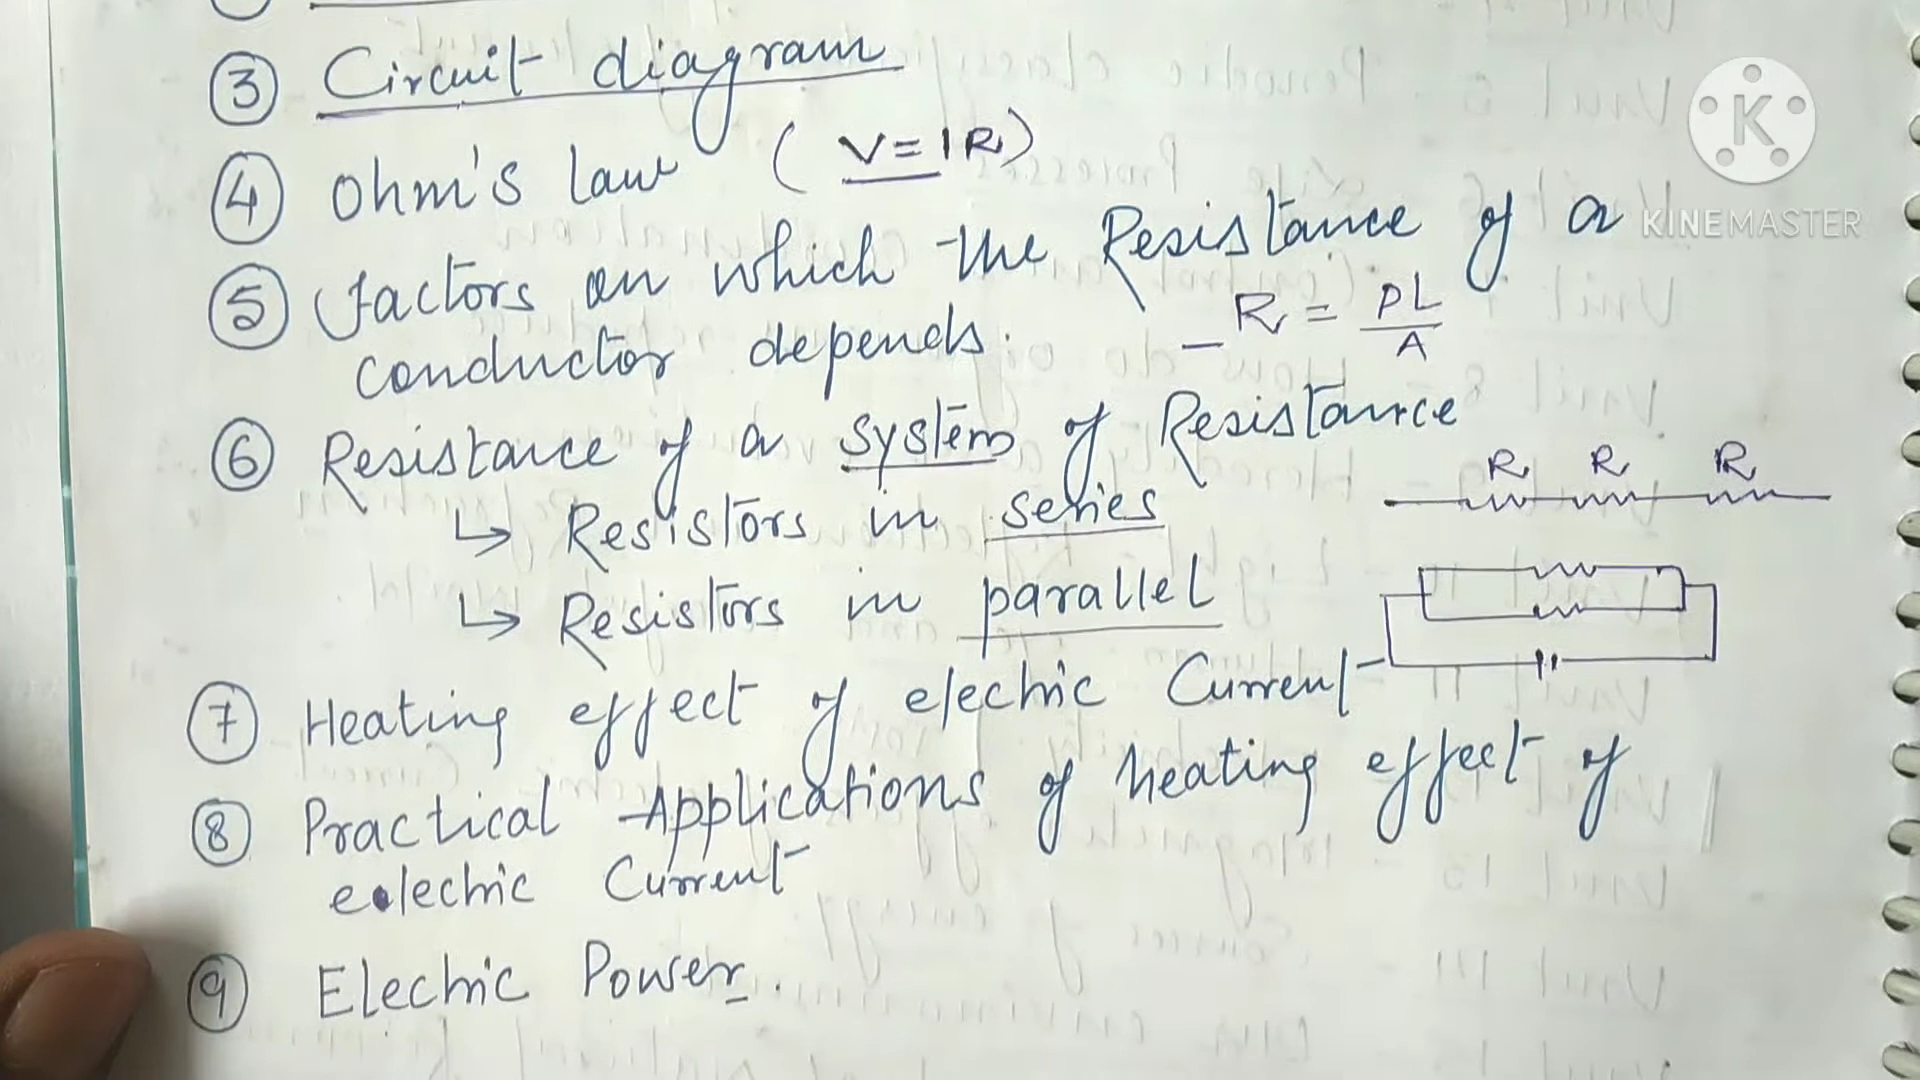 ③ Circuit diagram
④ Ohm's law (V=IR)
⑤ Factors on which the Resistance of a
conductor depends. – R = ρL/A
⑥ Resistance of a system of Resistance
↳ Resistors in series
R R R
↳ Resistors in parallel
⑦ Heating effect of electric Current
⑧ Practical Applications of heating effect of
eelectric Current
⑨ Electric Power.
K
KINEMASTER